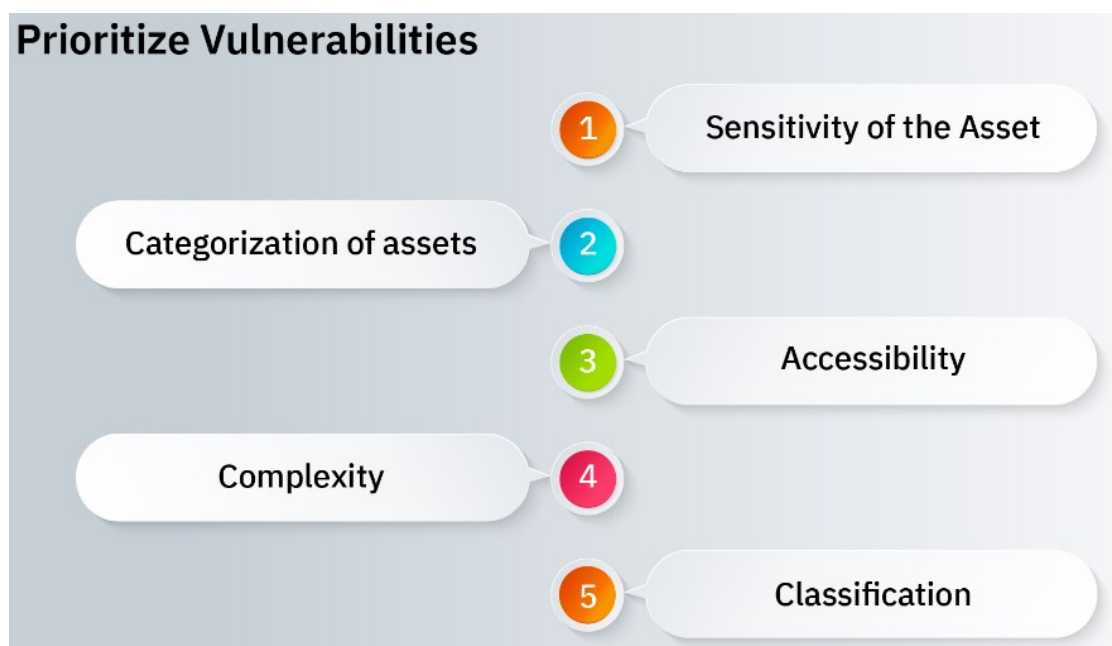 Prioritize Vulnerabilities
1
Sensitivity of the Asset
Categorization of assets
2
3
Accessibility
Complexity
4
5
Classification